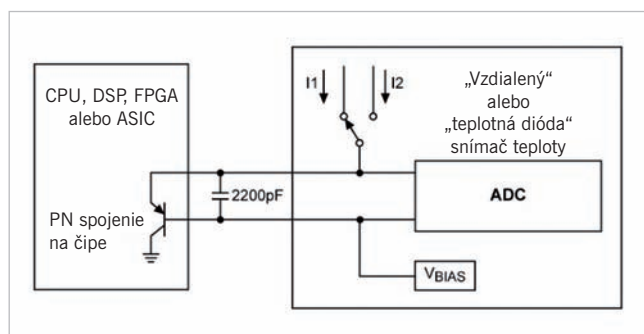 CPU, DSP, FPGA
alebo ASIC
PN spojenie
na čipe
2200pF
I1
I2
„Vzdialený“
alebo
„teplotná dióda“
snímač teploty
ADC
VBIAS